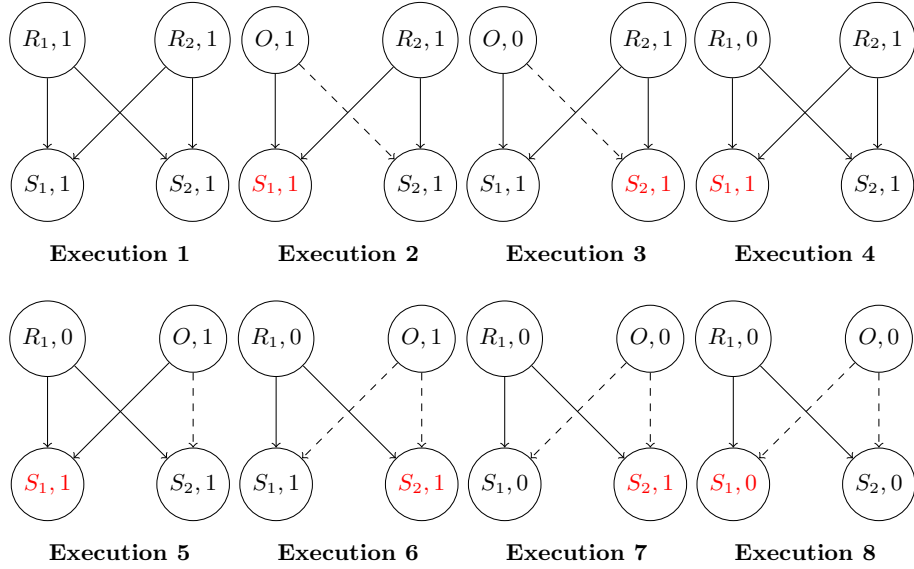 R₁, 1 R₂, 1 O, 1 R₂, 1 O, 0 R₂, 1 R₁, 0 R₂, 1
S₁, 1 S₂, 1 S₁, 1 S₂, 1 S₁, 1 S₂, 1 S₁, 1 S₂, 1
Execution 1 Execution 2 Execution 3 Execution 4
R₁, 0 O, 1 R₁, 0 O, 1 R₁, 0 O, 0 R₁, 0 O, 0
S₁, 1 S₂, 1 S₁, 1 S₂, 1 S₁, 0 S₂, 1 S₁, 0 S₂, 0
Execution 5 Execution 6 Execution 7 Execution 8